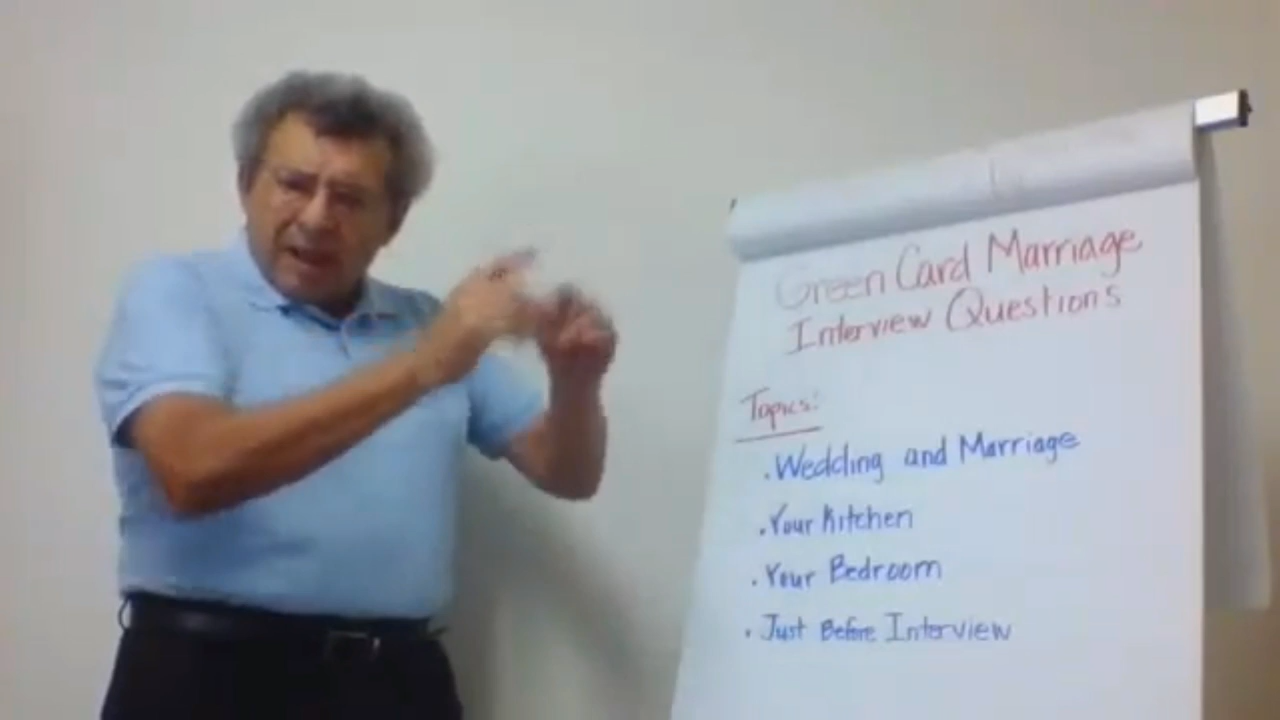 Green Card Marriage
Interview Questions
Topics:
. Wedding and Marriage
. Your Kitchen
. Your Bedroom
. Just Before Interview